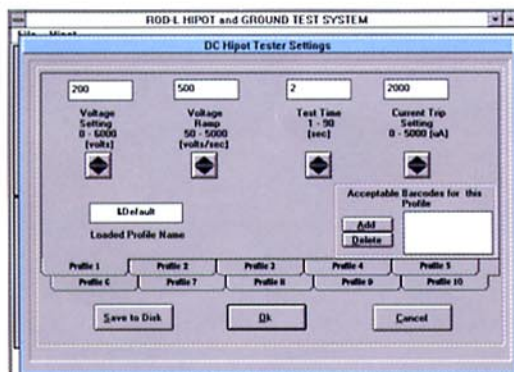 ROD-L HIPOT and GROUND TEST SYSTEM
File Hipot
DC Hipot Tester Settings
200 500 2 2000
Voltage Setting 0 - 6000 [volts]
Voltage Ramp 50 - 5000 [volts/sec]
Test Time 1 - 90 [sec]
Current Trip Setting 0 - 5000 [uA]
&Default
Loaded Profile Name
Acceptable Barcodes for this Profile
Add
Delete
Profile 1 Profile 2 Profile 3 Profile 4 Profile 5
Profile 6 Profile 7 Profile 8 Profile 9 Profile 10
Save to Disk Ok Cancel